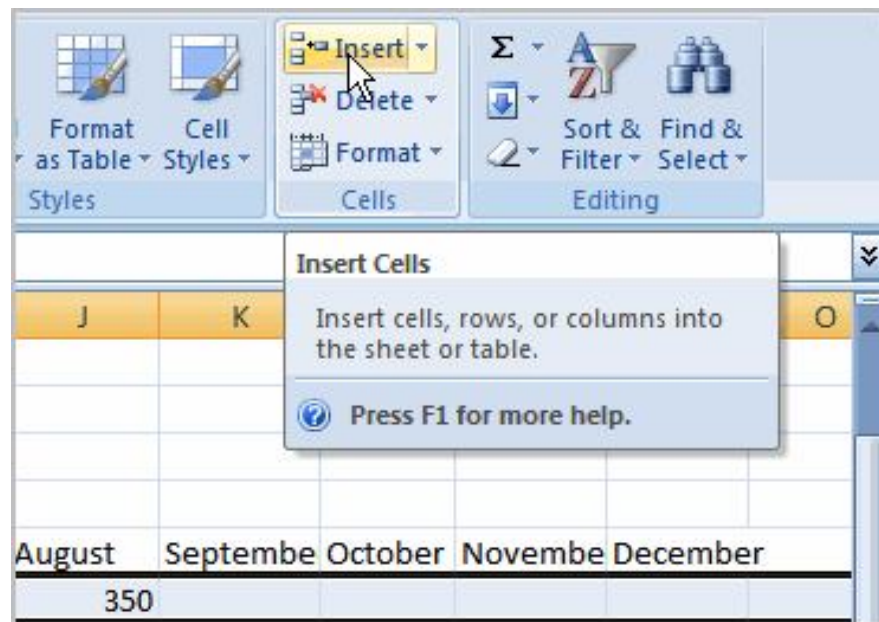 Insert
Delete
Format
Format as Table
Cell Styles
Σ
A
Z
Sort & Filter
Find & Select
Styles
Cells
Editing
Insert Cells
Insert cells, rows, or columns into
the sheet or table.
Press F1 for more help.
J K O
August Septembe October Novembe December
350